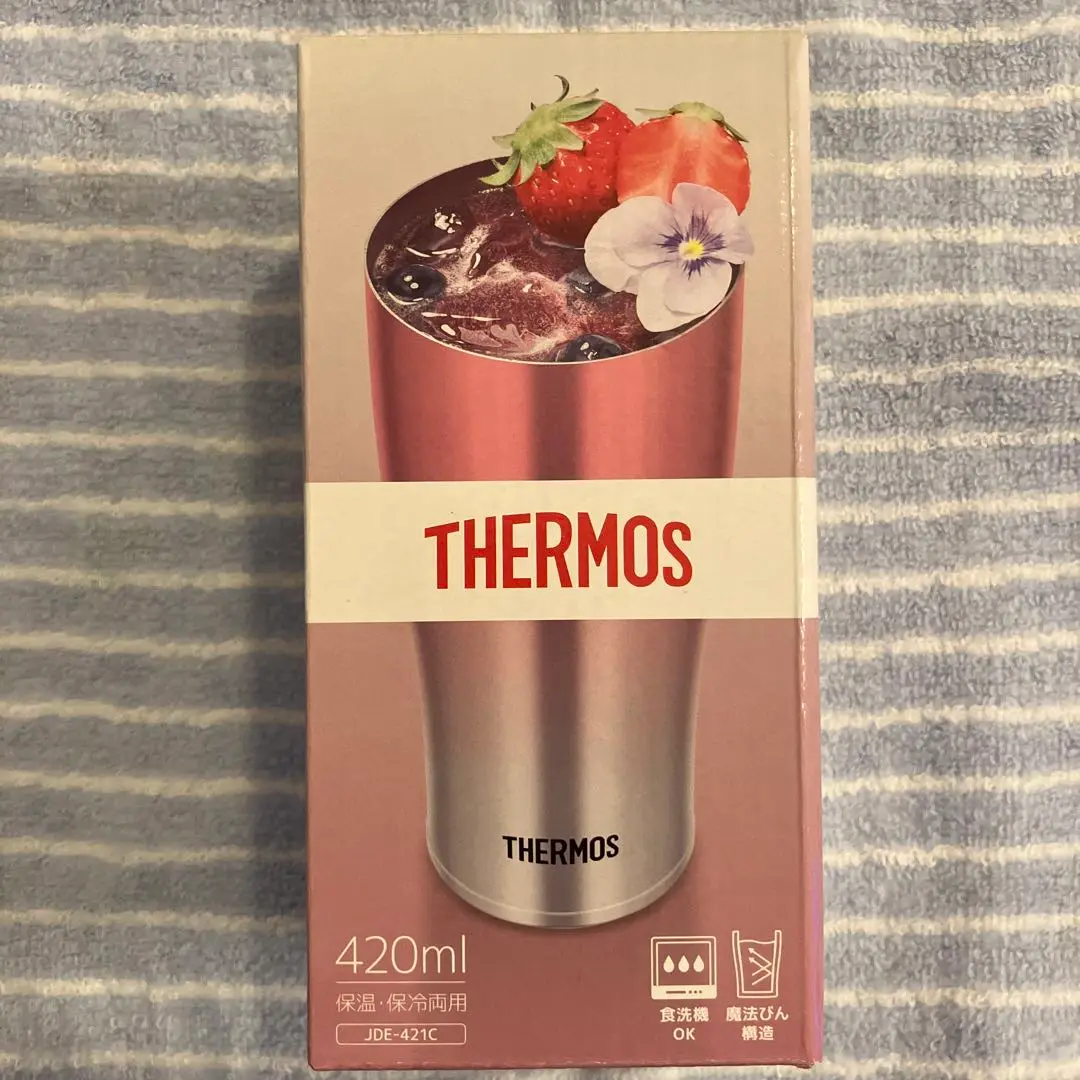 THERMOS
THERMOS
420ml
保温・保冷両用
JDE-421C
食洗機
OK
魔法びん
構造